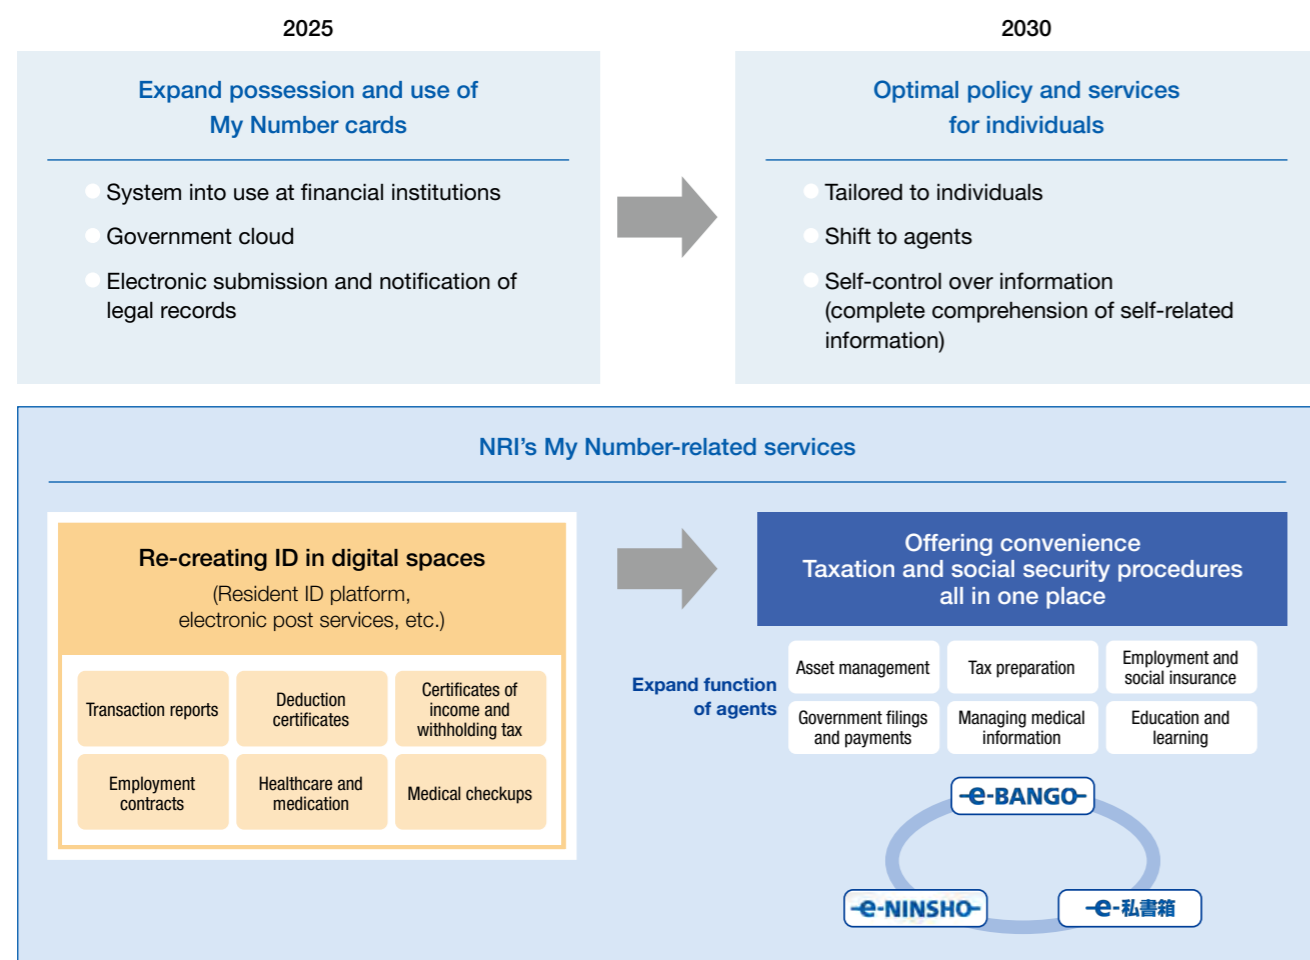 2025
Expand possession and use of
My Number cards
System into use at financial institutions
Government cloud
Electronic submission and notification of
legal records
2030
Optimal policy and services
for individuals
Tailored to individuals
Shift to agents
Self-control over information
(complete comprehension of self-related
information)
NRI's My Number-related services
Re-creating ID in digital spaces
(Resident ID platform,
electronic post services, etc.)
Transaction reports
Deduction
certificates
Certificates of
income and
withholding tax
Employment
contracts
Healthcare and
medication
Medical checkups
Offering convenience
Taxation and social security procedures
all in one place
Expand function
of agents
Asset management
Tax preparation
Employment and
social insurance
Government filings
and payments
Managing medical
information
Education and
learning
e-BANGO
e-NINSHO
e-私書箱